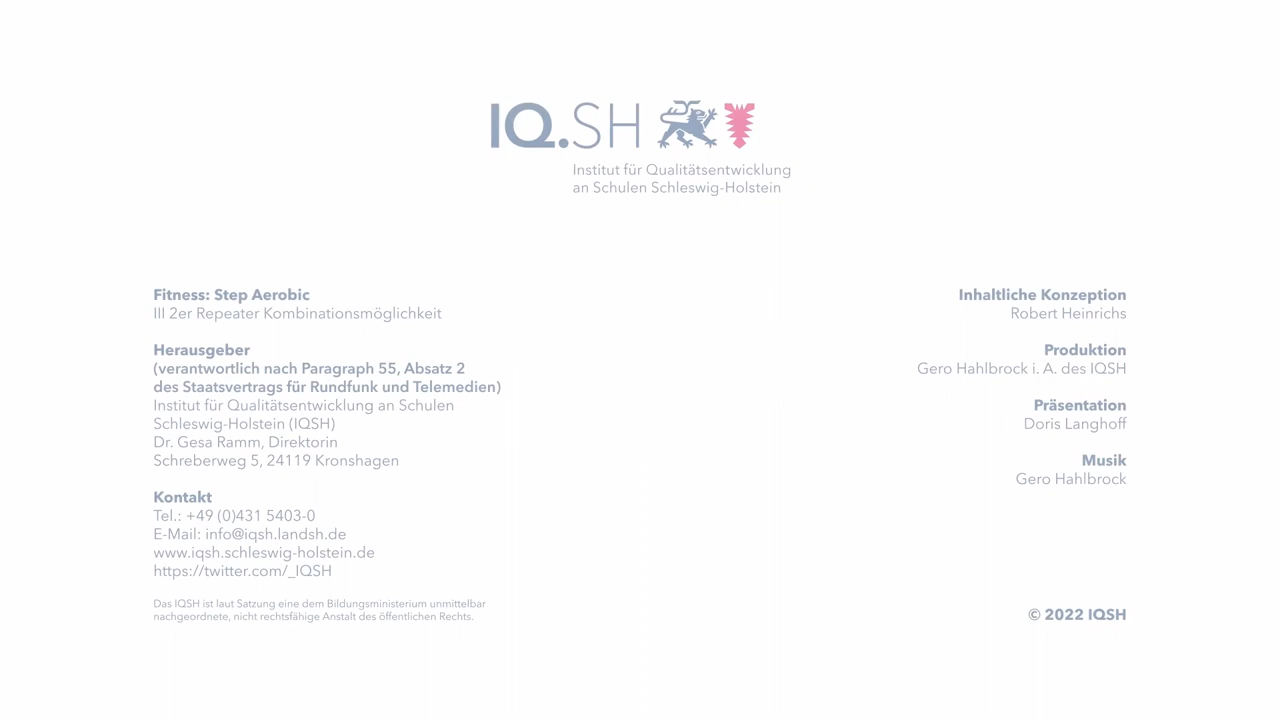 IQ.SH
Institut für Qualitätsentwicklung
an Schulen Schleswig-Holstein
Fitness: Step Aerobic
III 2er Repeater Kombinationsmöglichkeit
Herausgeber
(verantwortlich nach Paragraph 55, Absatz 2
des Staatsvertrags für Rundfunk und Telemedien)
Institut für Qualitätsentwicklung an Schulen
Schleswig-Holstein (IQSH)
Dr. Gesa Ramm, Direktorin
Schreberweg 5, 24119 Kronshagen
Kontakt
Tel.: +49 (0)431 5403-0
E-Mail: info@iqsh.landsh.de
www.iqsh.schleswig-holstein.de
https://twitter.com/_IQSH
Das IQSH ist laut Satzung eine dem Bildungsministerium unmittelbar
nachgeordnete, nicht rechtsfähige Anstalt des öffentlichen Rechts.
Inhaltliche Konzeption
Robert Heinrichs
Produktion
Gero Hahlbrock i. A. des IQSH
Präsentation
Doris Langhoff
Musik
Gero Hahlbrock
© 2022 IQSH